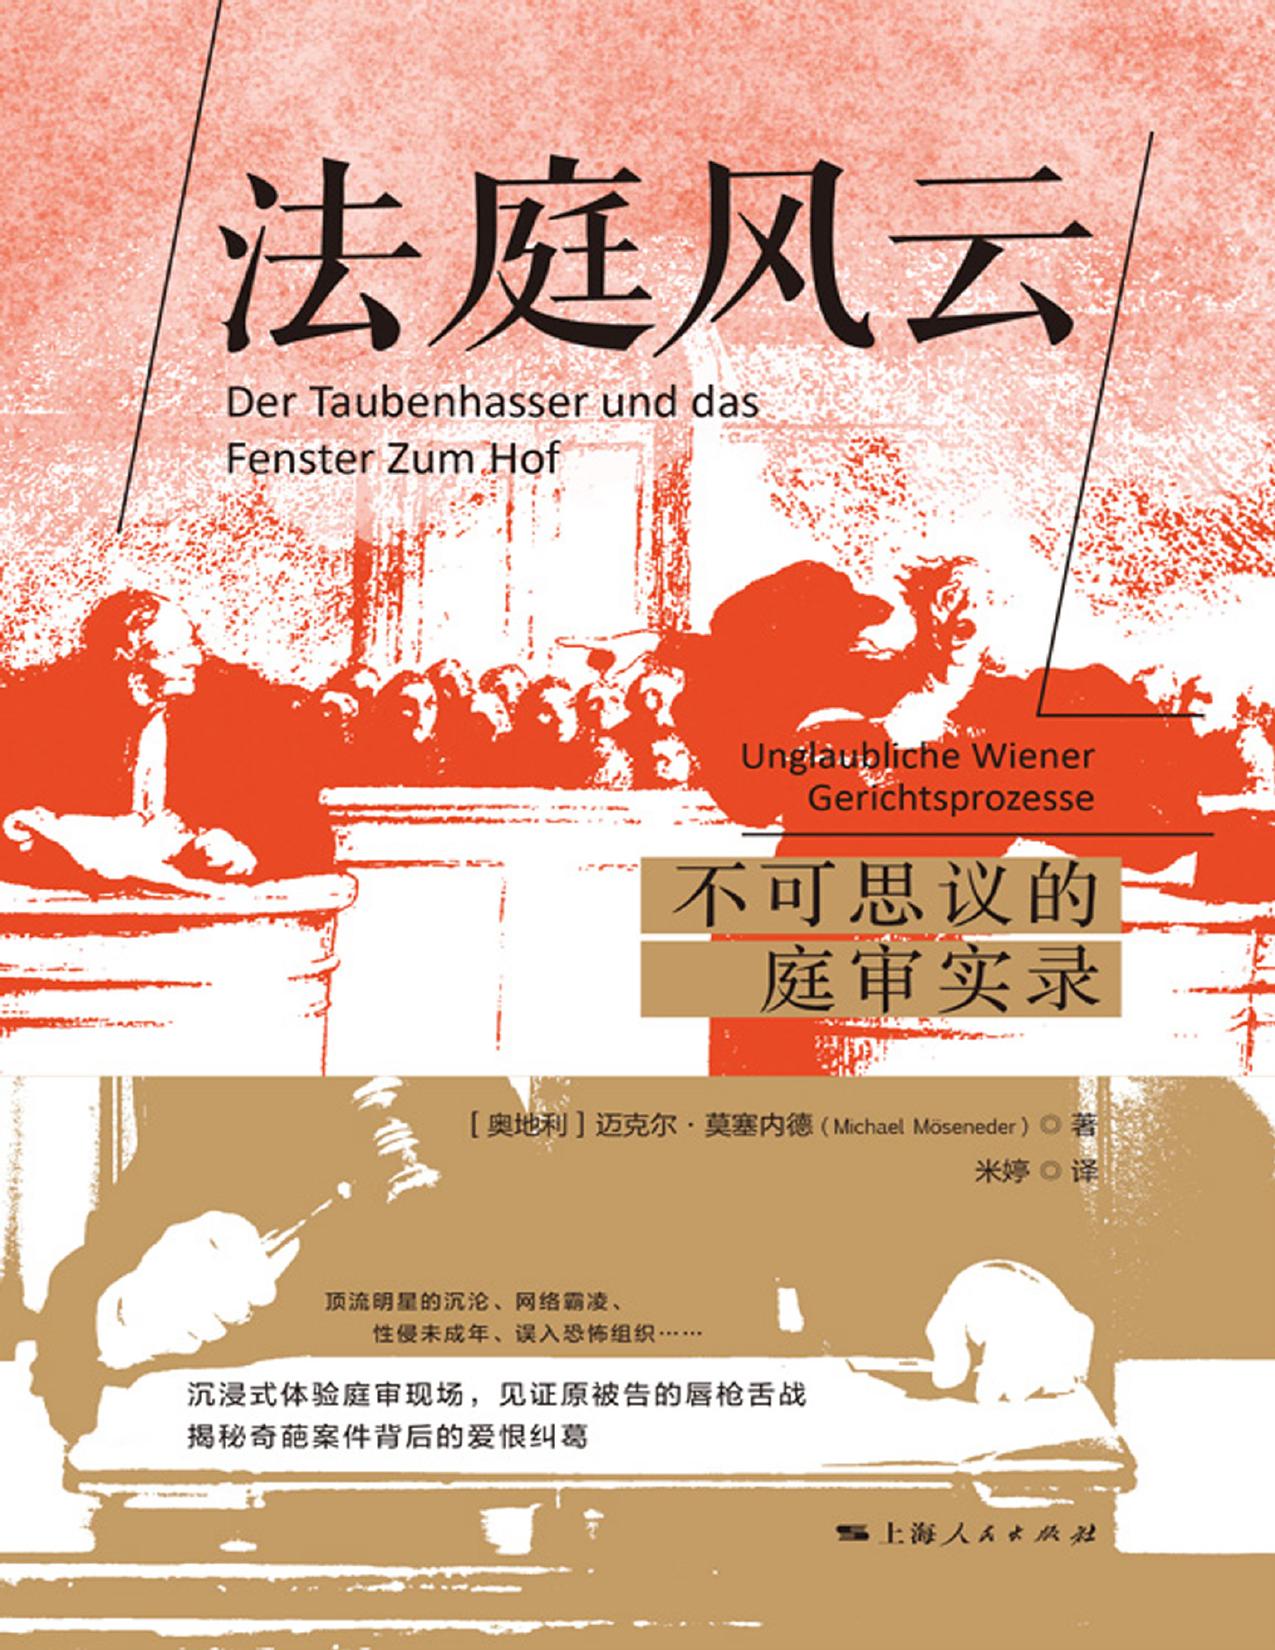 法庭风云
Der Taubenhasser und das
Fenster Zum Hof
Unglaubliche Wiener
Gerichtsprozesse
不可思议的
庭审实录
［奥地利］迈克尔·莫塞内德（Michael Möseneder）◎ 著
米婷 ◎ 译
顶流明星的沉沦、网络霸凌、
性侵未成年、误入恐怖组织……
沉浸式体验庭审现场，见证原被告的唇枪舌战
揭秘奇葩案件背后的爱恨纠葛
上海人民出版社